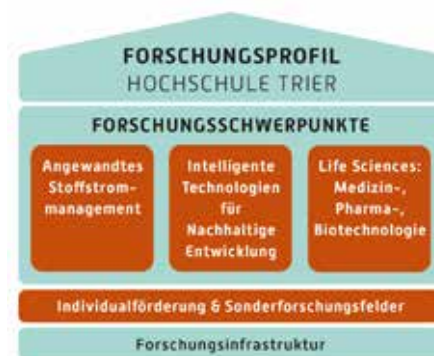 FORSCHUNGSPROFIL
HOCHSCHULE TRIER
FORSCHUNGSSCHWERPUNKTE
Angewandtes
Stoffstrom-
management
Intelligente
Technologien
für
Nachhaltige
Entwicklung
Life Sciences:
Medizin-,
Pharma-,
Biotechnologie
Individualförderung & Sonderforschungsfelder
Forschungsinfrastruktur